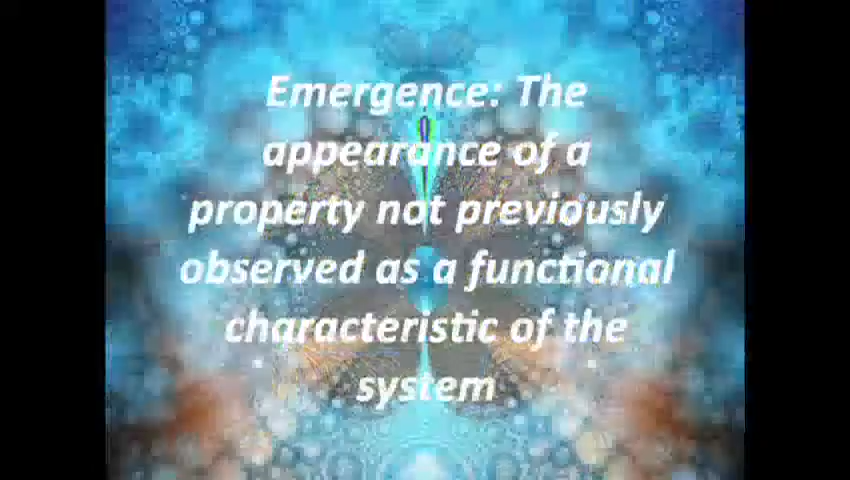 Emergence: The
appearance of a
property not previously
observed as a functional
characteristic of the
system